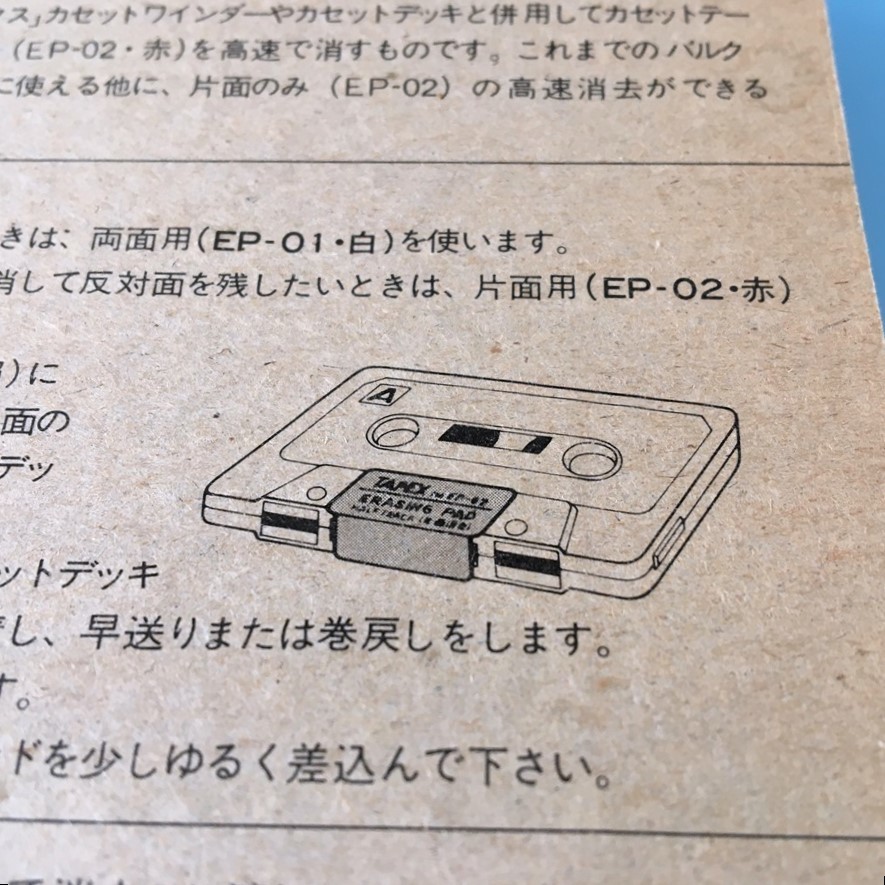 ス」カセットワインダーやカセットデッキと併用してカセットテー
(EP-02・赤)を高速で消すものです。これまでのバルク
に使える他に、片面のみ (EP-02) の高速消去ができる
きは、両面用(EP-01・白)を使います。
消して反対面を残したいときは、片面用(EP-02・赤)
)に
面の
デッ
A
TAPEX EP-02
ERASING PAD
ットデッキ
し、早送りまたは巻戻しをします。
す。
ドを少しゆるく差込んで下さい。